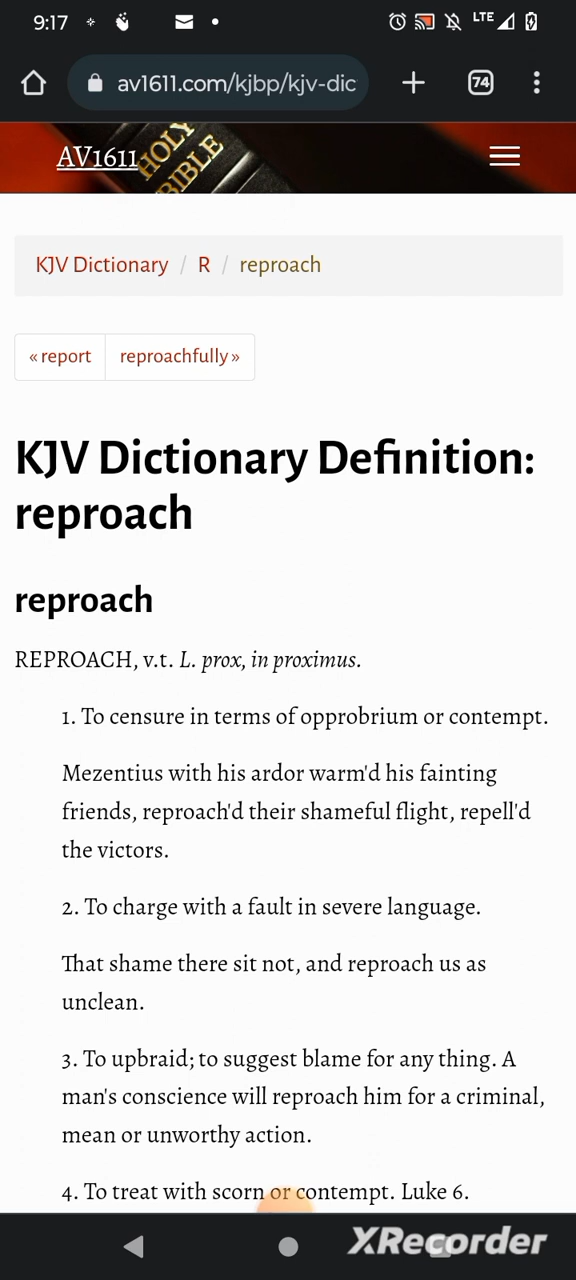 9:17
LTE
av1611.com/kjbp/kjv-dic
74
AV1611
HOLY
BIBLE
KJV Dictionary / R / reproach
« report
reproachfully »
KJV Dictionary Definition:
reproach
reproach
REPROACH, v.t. L. prox, in proximus.
1. To censure in terms of opprobrium or contempt.
Mezentius with his ardor warm'd his fainting
friends, reproach'd their shameful flight, repell'd
the victors.
2. To charge with a fault in severe language.
That shame there sit not, and reproach us as
unclean.
3. To upbraid; to suggest blame for any thing. A
man's conscience will reproach him for a criminal,
mean or unworthy action.
4. To treat with scorn or contempt. Luke 6.
XRecorder